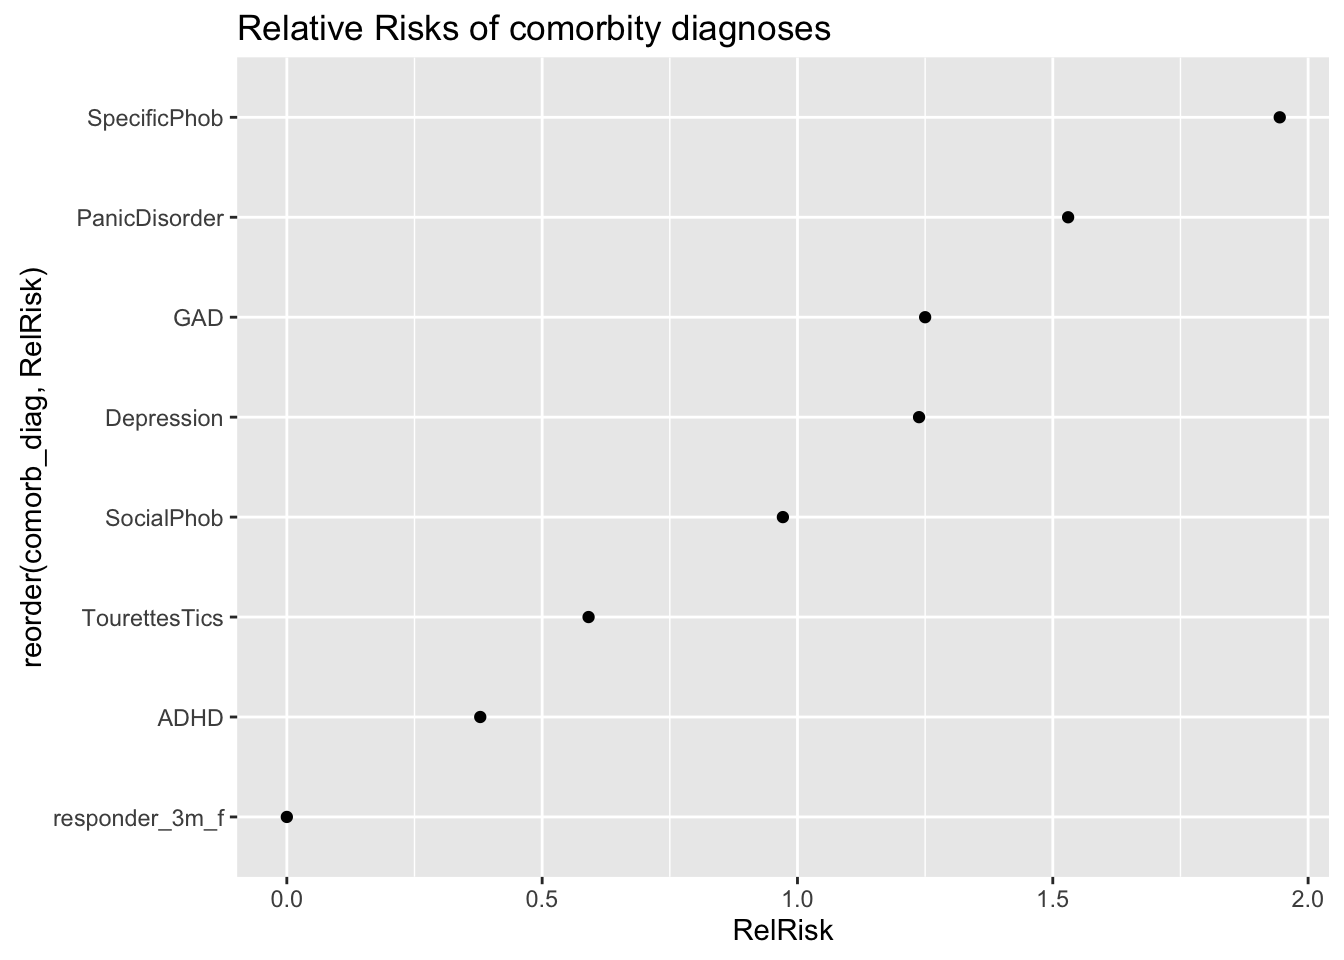 Relative Risks of comorbity diagnoses
SpecificPhob
PanicDisorder
GAD
Depression
SocialPhob
TourettesTics
ADHD
responder_3m_f
reorder(comorb_diag, RelRisk)
0.0 0.5 1.0 1.5 2.0
RelRisk